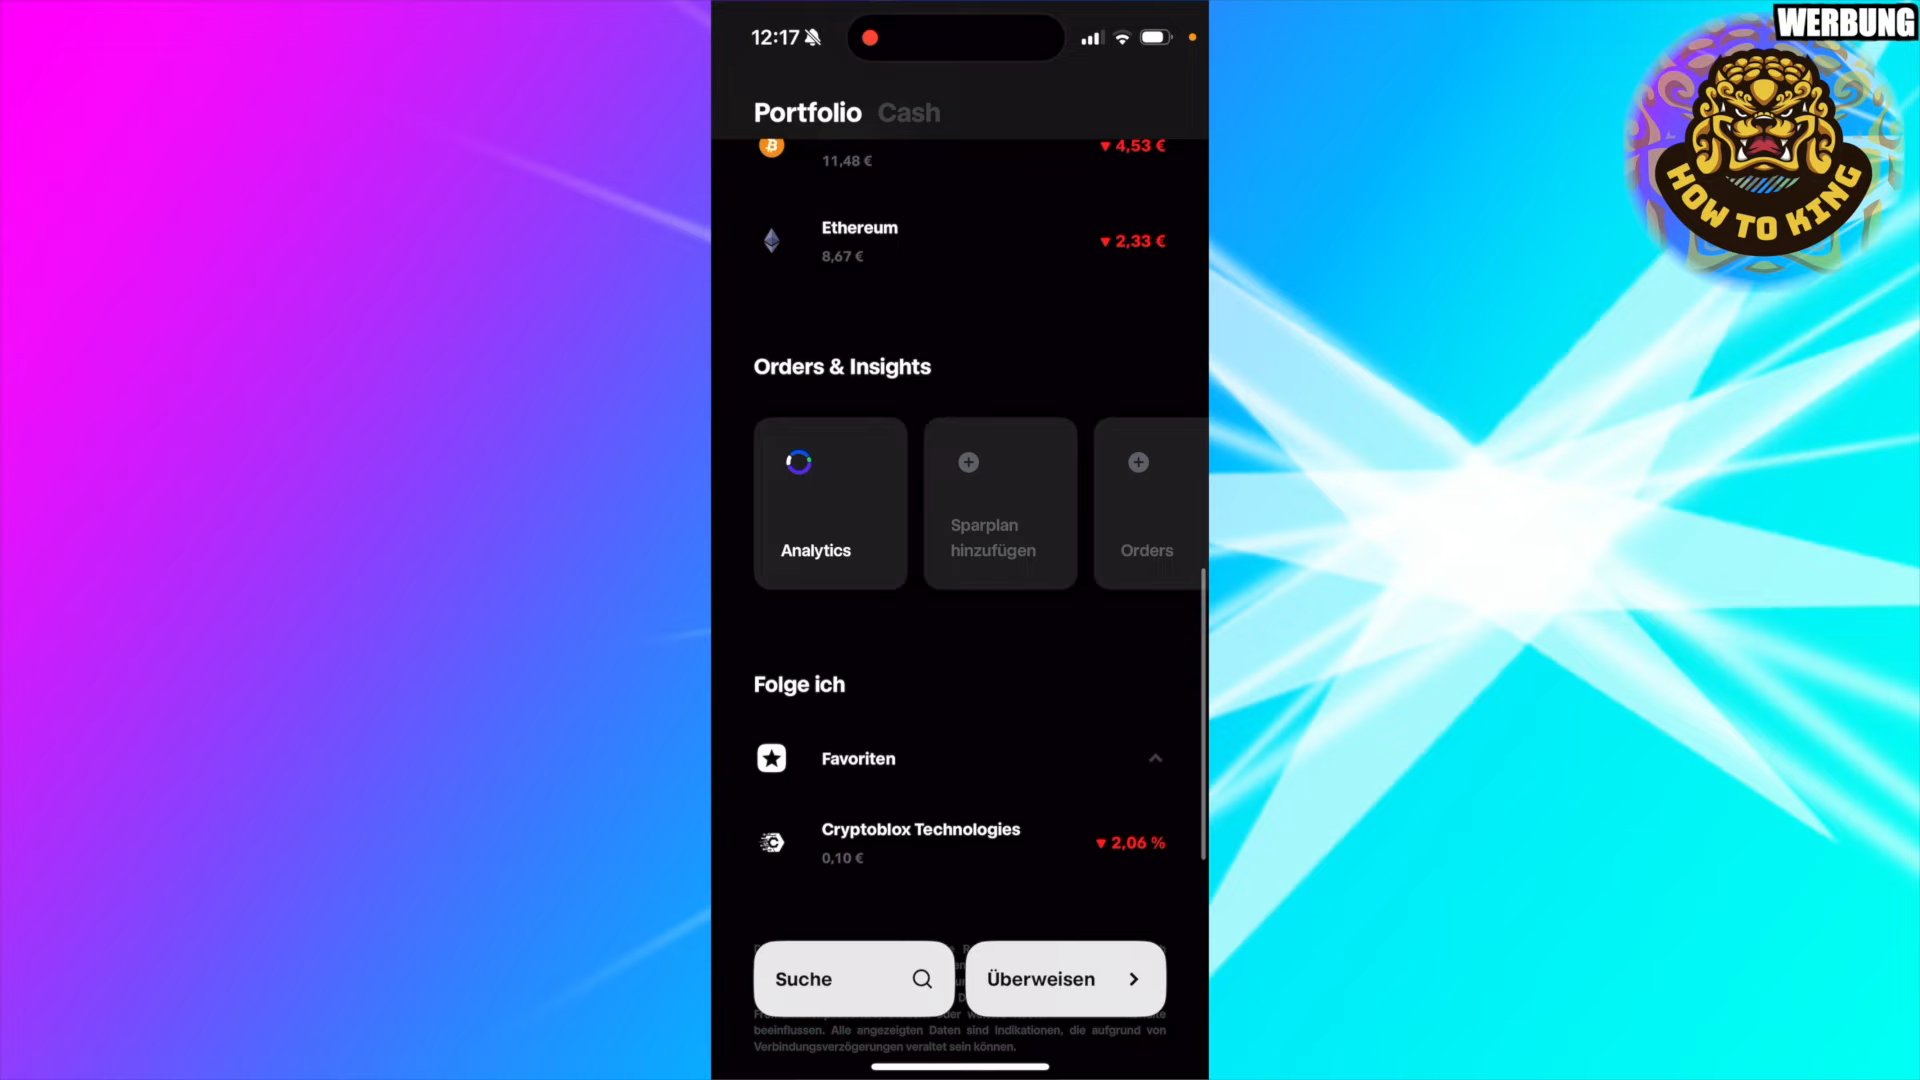 WERBUNG
HOW TO KING
12:17
Portfolio Cash
11,48 €
▼ 4,53 €
Ethereum
8,67 €
▼ 2,33 €
Orders & Insights
Analytics
Sparplan
hinzufügen
Orders
Folge ich
Favoriten
Cryptoblox Technologies
0,10 €
▼ 2,06 %
Suche
Überweisen
beeinflussen. Alle angezeigten Daten sind Indikationen, die aufgrund von
Verbindungsverzögerungen veraltet sein können.